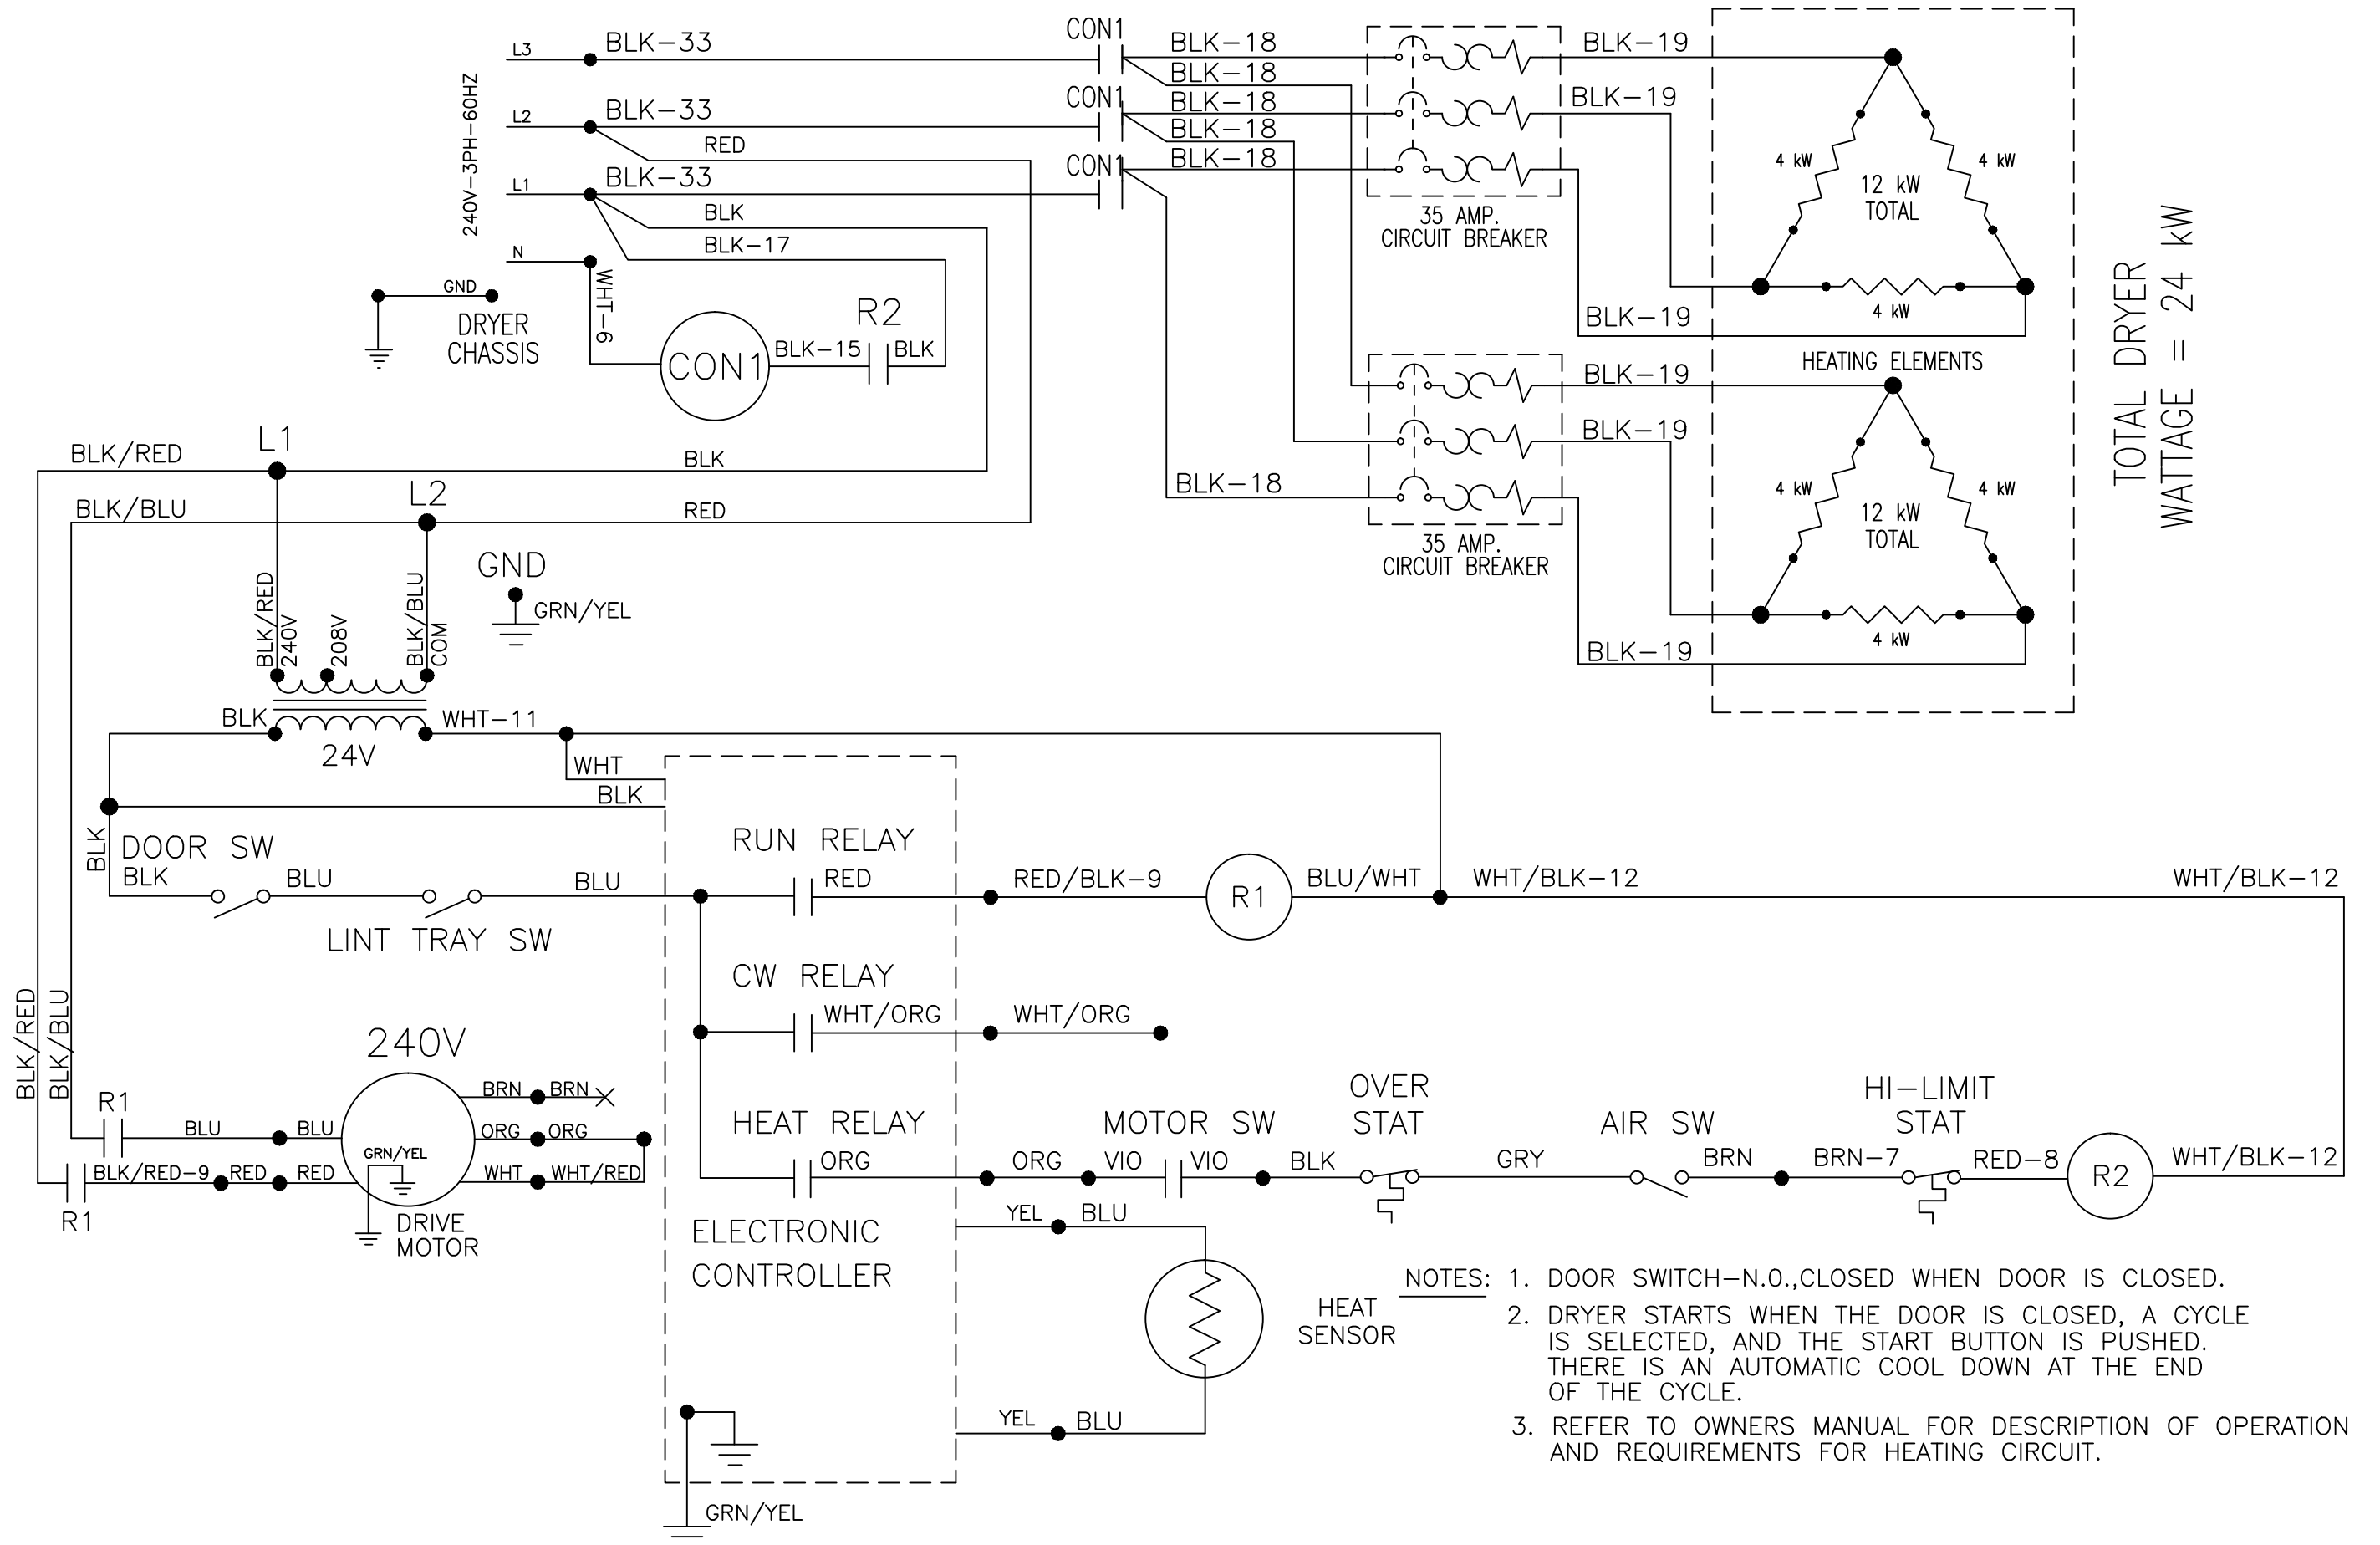 CON1
L3
BLK-33
BLK-18
BLK-19
BLK-18
CON1
L2
BLK-33
BLK-18
BLK-19
BLK-18
RED
CON1
L1
BLK-33
BLK-18
240V-3PH-60HZ
BLK
BLK-17
N
WHT-6
GND
DRYER
CHASSIS
CON1
BLK-15
R2
BLK
35 AMP.
CIRCUIT BREAKER
4 kW
4 kW
12 kW
TOTAL
4 kW
BLK-19
HEATING ELEMENTS
TOTAL DRYER
WATTAGE = 24 kW
BLK-19
BLK-19
BLK-18
35 AMP.
CIRCUIT BREAKER
4 kW
4 kW
12 kW
TOTAL
4 kW
BLK-19
BLK/RED
L1
BLK
BLK/BLU
L2
RED
GND
GRN/YEL
BLK/RED
240V
208V
BLK/BLU
COM
BLK
WHT-11
24V
WHT
BLK
BLK
DOOR SW
BLK
BLU
BLU
LINT TRAY SW
RUN RELAY
RED
RED/BLK-9
R1
BLU/WHT
WHT/BLK-12
WHT/BLK-12
CW RELAY
WHT/ORG
WHT/ORG
BLK/RED
BLK/BLU
240V
R1
BLU
BLU
BRN
BRN
ORG
ORG
GRN/YEL
BLK/RED-9
RED
RED
WHT
WHT/RED
R1
DRIVE
MOTOR
HEAT RELAY
ORG
ORG
MOTOR SW
VIO
VIO
BLK
OVER
STAT
GRY
AIR SW
BRN
BRN-7
HI-LIMIT
STAT
RED-8
R2
WHT/BLK-12
ELECTRONIC
CONTROLLER
YEL
BLU
HEAT
SENSOR
YEL
BLU
GRN/YEL
NOTES: 1. DOOR SWITCH-N.O.,CLOSED WHEN DOOR IS CLOSED.
2. DRYER STARTS WHEN THE DOOR IS CLOSED, A CYCLE
IS SELECTED, AND THE START BUTTON IS PUSHED.
THERE IS AN AUTOMATIC COOL DOWN AT THE END
OF THE CYCLE.
3. REFER TO OWNERS MANUAL FOR DESCRIPTION OF OPERATION
AND REQUIREMENTS FOR HEATING CIRCUIT.